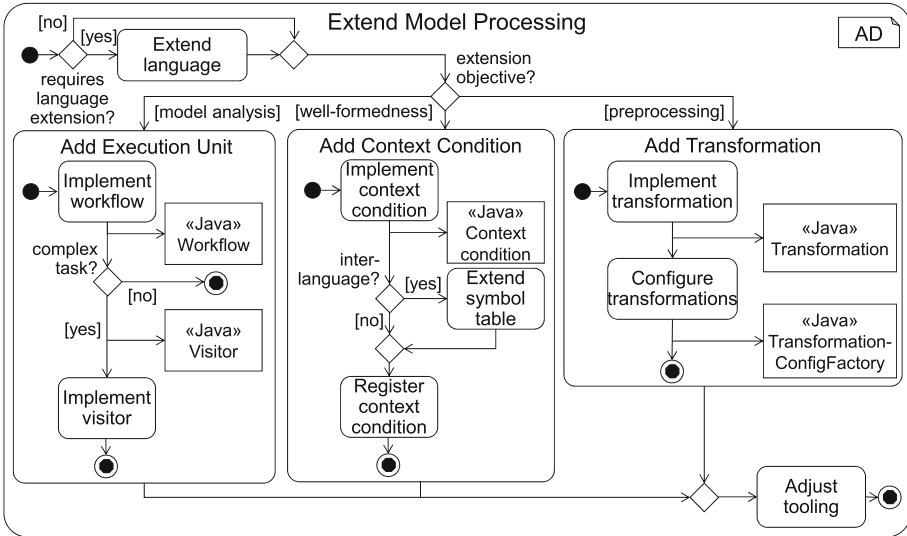 Extend Model Processing
AD
[no]
[yes]
Extend
language
requires
language
extension?
extension
objective?
[model analysis]
[well-formedness]
[preprocessing]
Add Execution Unit
Implement
workflow
«Java»
Workflow
complex
task?
[no]
[yes]
«Java»
Visitor
Implement
visitor
Add Context Condition
Implement
context
condition
«Java»
Context
condition
inter-
language?
[yes]
Extend
symbol
table
[no]
Register
context
condition
Add Transformation
Implement
transformation
«Java»
Transformation
Configure
transformations
«Java»
Transformation-
ConfigFactory
Adjust
tooling